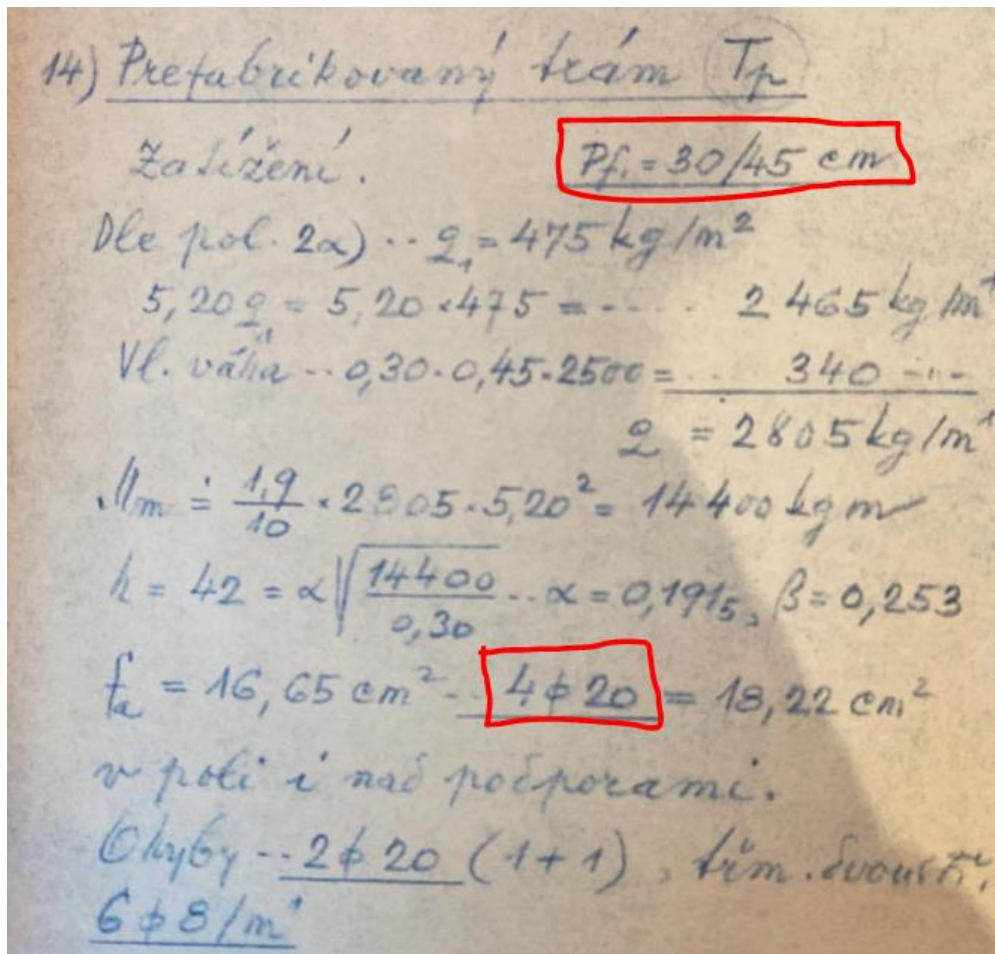 14) Prefabrikovaný trám Tp
Zatížení. Pf. = 30/45 cm
Dle pol. 2α) -- q₁ = 475 kg/m²
5,20 q₁ = 5,20 · 475 = ---- 2 465 kg/m¹
Vl. váha -- 0,30 · 0,45 · 2500 = .. 340 -"-
q = 2805 kg/m¹
Mm ≐ 1,9/10 · 2805 · 5,20² = 14 400 kgm
h = 42 = α √14400/0,30 .. α = 0,191₅, β = 0,253
fa = 16,65 cm² -- 4 ϕ 20 = 18,22 cm²
v poli i nad podporami.
Ohyby -- 2 ϕ 20 (1+1), třm. dvoustř.
6 ϕ 8/m¹